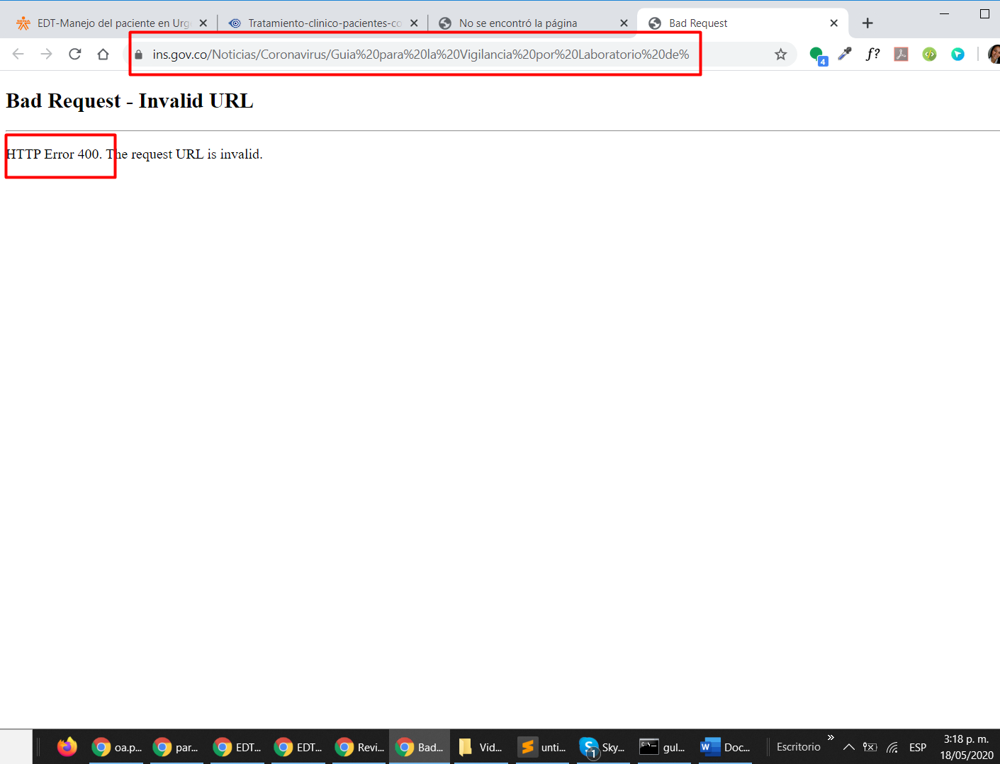 EDT-Manejo del paciente en Urg
Tratamiento-clinico-pacientes-co
No se encontró la página
Bad Request
ins.gov.co/Noticias/Coronavirus/Guia%20para%20la%20Vigilancia%20por%20Laboratorio%20de%
4
f?
Bad Request - Invalid URL
HTTP Error 400. The request URL is invalid.
oa.p...
par...
EDT...
EDT...
Revi...
Bad...
Vid...
unti...
1
Sky...
gul...
Doc...
Escritorio
ESP
3:18 p. m.
18/05/2020